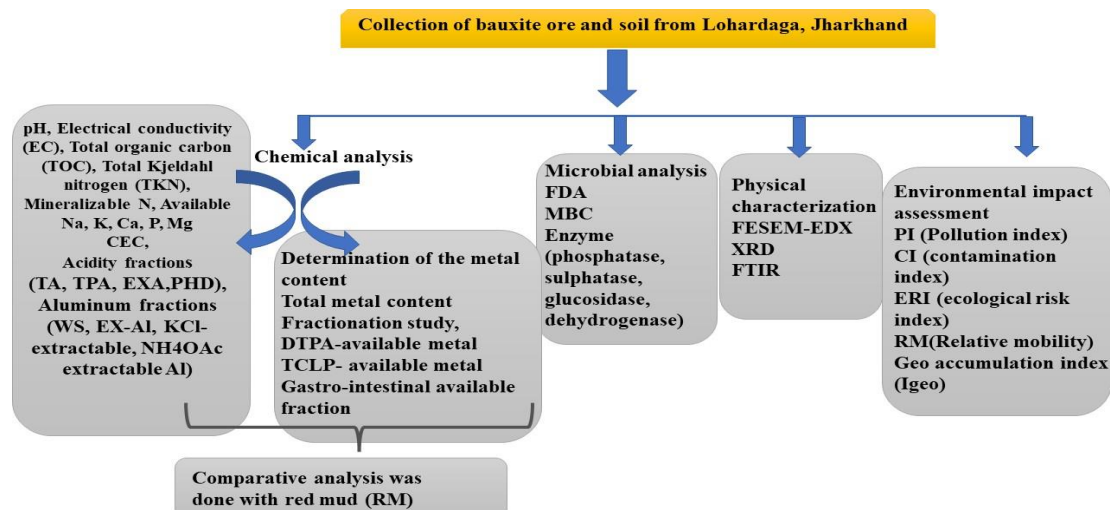 Collection of bauxite ore and soil from Lohardaga, Jharkhand
pH, Electrical conductivity
(EC), Total organic carbon
(TOC), Total Kjeldahl
nitrogen (TKN),
Mineralizable N, Available
Na, K, Ca, P, Mg
CEC,
Acidity fractions
(TA, TPA, EXA,PHD),
Aluminum fractions
(WS, EX-Al, KCl-
extractable, NH4OAc
extractable Al)
Chemical analysis
Determination of the metal
content
Total metal content
Fractionation study,
DTPA-available metal
TCLP- available metal
Gastro-intestinal available
fraction
Microbial analysis
FDA
MBC
Enzyme
(phosphatase,
sulphatase,
glucosidase,
dehydrogenase)
Physical
characterization
FESEM-EDX
XRD
FTIR
Environmental impact
assessment
PI (Pollution index)
CI (contamination
index)
ERI (ecological risk
index)
RM(Relative mobility)
Geo accumulation index
(Igeo)
Comparative analysis was
done with red mud (RM)